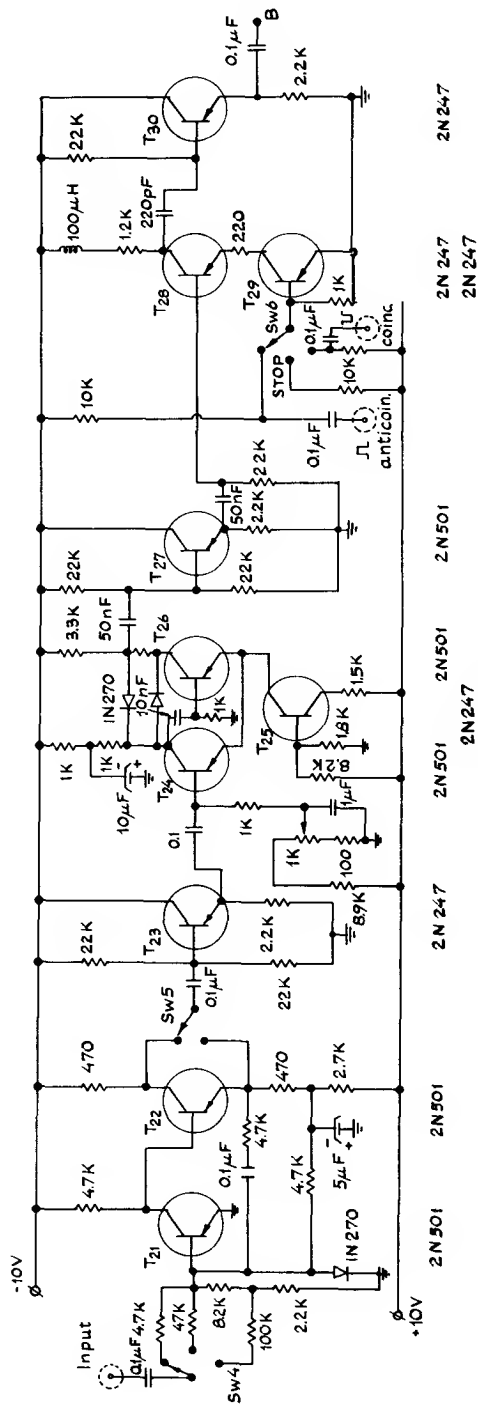 -10V
Input
0.1µF
4.7K
47K
8.2K
100K
2.2K
SW4
1N270
4.7K
T21
0.1µF
4.7K
4.7K
5µF
- +
470
T22
470
2.7K
SW5
0.1µF
22K
T23
2.2K
22K
0.1
1K
1K
10µF
- +
T24
1K
1K
100
1µF
8.9K
3.3K
50nF
1N270
10nF
T26
1K
T25
8.2K
1.8K
1.5K
22K
T27
50nF
2.2K
22K
22K
10K
100µH
1.2K
220pF
T28
220
T29
SW6
1K
STOP
0.1µF
10K
coinc.
0.1µF
anticoin.
22K
T30
0.1µF
B
2.2K
+10V
2N501
2N501
2N247
2N501
2N501
2N247
2N501
2N247
2N247
2N247